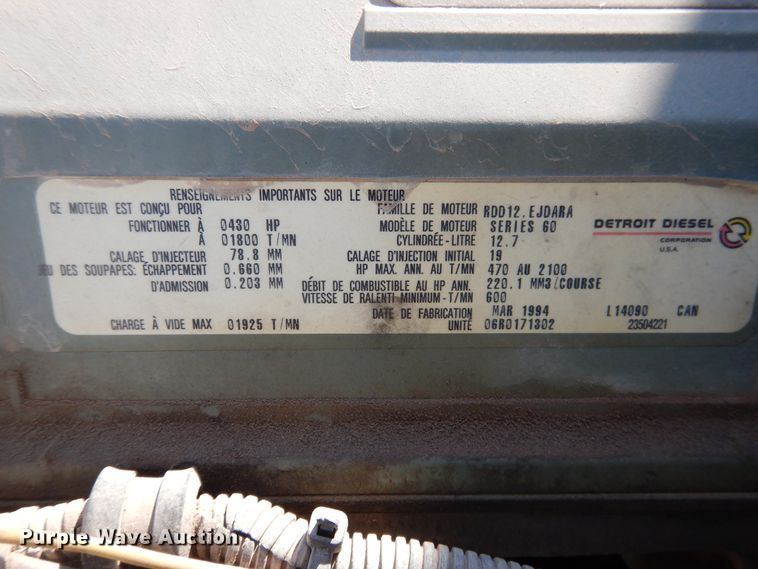 RENSEIGNEMENTS IMPORTANTS SUR LE MOTEUR
CE MOTEUR EST CONÇU POUR
FONCTIONNER À 0430 HP
À 01800 T/MN
CALAGE D'INJECTEUR 78.8 MM
JEU DES SOUPAPES: ÉCHAPPEMENT 0.660 MM
D'ADMISSION 0.203 MM
CHARGE À VIDE MAX 01925 T/MN
FAMILLE DE MOTEUR RDD12.EJDARA
MODÈLE DE MOTEUR SERIES 60
CYLINDRÉE-LITRE 12.7
CALAGE D'INJECTION INITIAL 19
HP MAX. ANN. AU T/MN 470 AU 2100
DÉBIT DE COMBUSTIBLE AU HP ANN. 220.1 MM3/COURSE
VITESSE DE RALENTI MINIMUM-T/MN 600
DATE DE FABRICATION MAR 1994 L14090 CAN
UNITÉ 06R0171302 23504221
DETROIT DIESEL
CORPORATION
U.S.A.
Purple Wave Auction